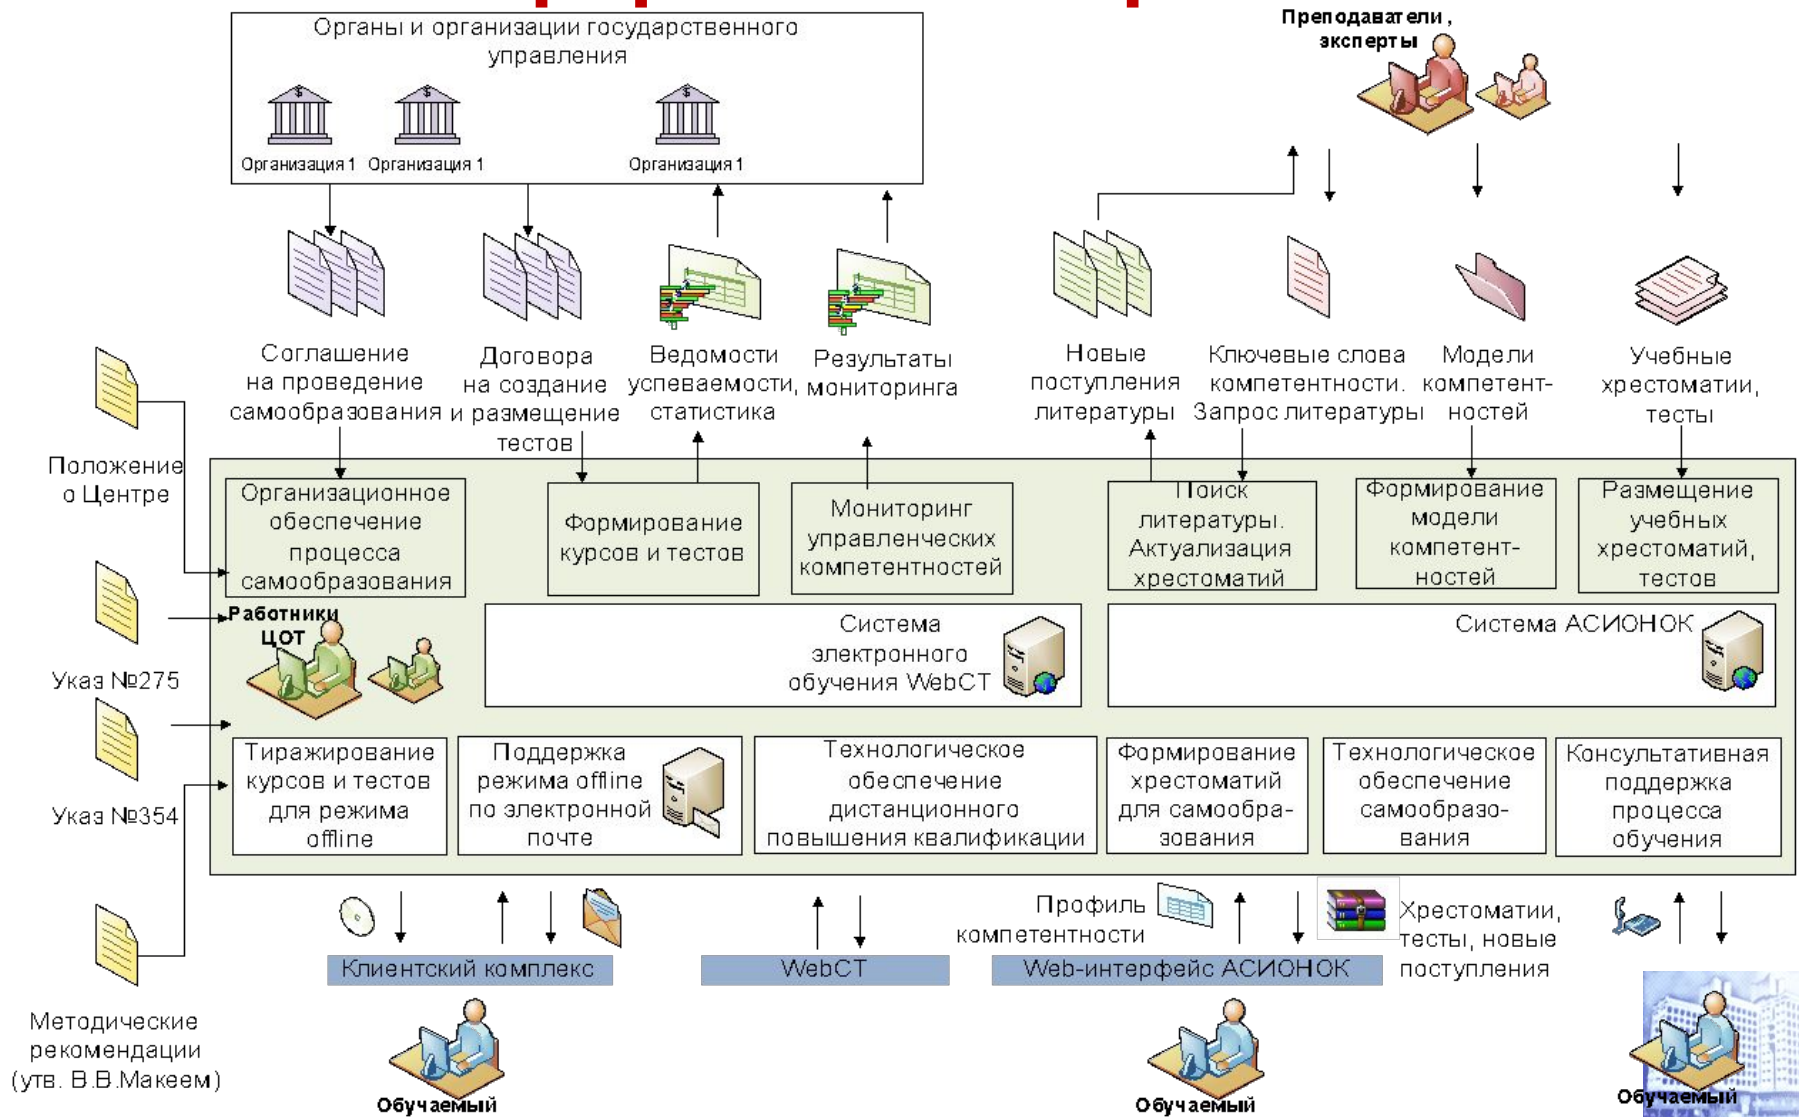 Органы и организации государственного
управления
Организация 1
Организация 1
Организация 1
Преподаватели,
эксперты
Соглашение
на проведение
самообразования
Договора
на создание
и размещение
тестов
Ведомости
успеваемости,
статистика
Результаты
мониторинга
Новые
поступления
литературы
Ключевые слова
компетентности.
Запрос литературы
Модели
компетент-
ностей
Учебные
хрестоматии,
тесты
Положение
о Центре
Указ №275
Указ №354
Методические
рекомендации
(утв. В.В.Макеем)
Организационное
обеспечение
процесса
самообразования
Формирование
курсов и тестов
Мониторинг
управленческих
компетентностей
Поиск
литературы.
Актуализация
хрестоматий
Формирование
модели
компетент-
ностей
Размещение
учебных
хрестоматий,
тестов
Работники
ЦОТ
Система
электронного
обучения WebCT
Система АСИОНОК
Тиражирование
курсов и тестов
для режима
offline
Поддержка
режима offline
по электронной
почте
Технологическое
обеспечение
дистанционного
повышения квалификации
Формирование
хрестоматий
для самообра-
зования
Технологическое
обеспечение
самообразо-
вания
Консультативная
поддержка
процесса
обучения
Профиль
компетентности
Хрестоматии,
тесты, новые
поступления
Клиентский комплекс
WebCT
Web-интерфейс АСИОНОК
Обучаемый
Обучаемый
Обучаемый